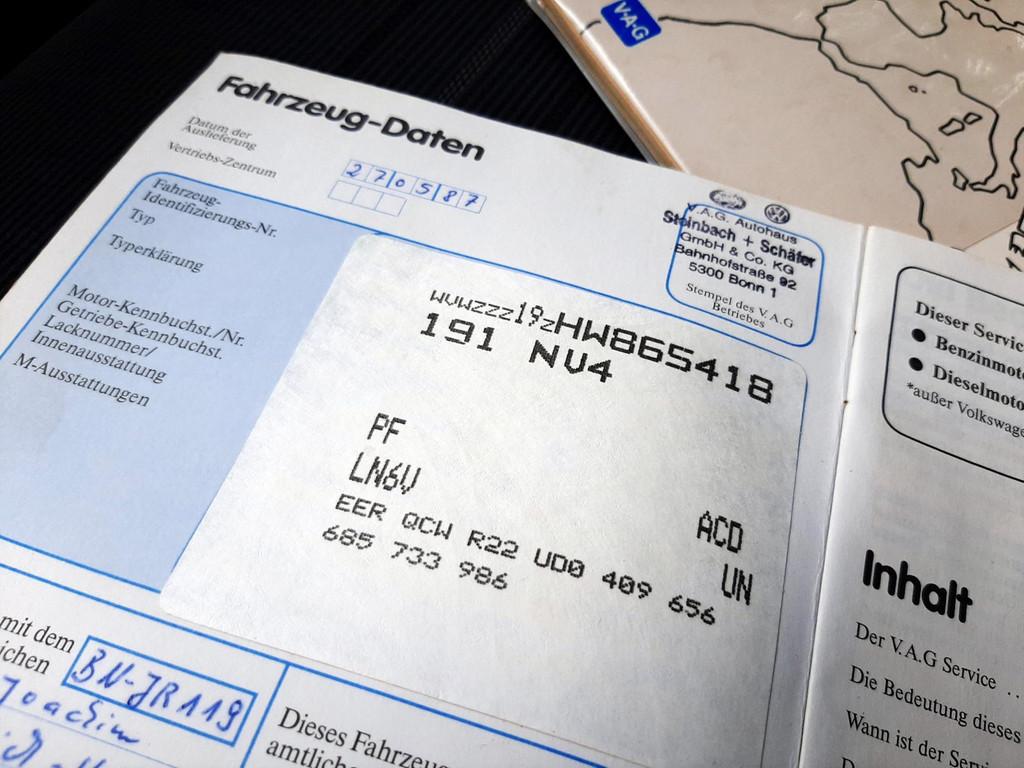 V·A·G
Fahrzeug-Daten
Datum der
Auslieferung
270587
Vertriebs-Zentrum
V.A.G. Autohaus
Steinbach + Schäfer
GmbH & Co. KG
Bahnhofstraße 92
5300 Bonn 1
Stempel des V.A.G
Betriebes
Fahrzeug-
Identifizierungs-Nr.
Typ
Typerklärung
Motor-Kennbuchst./Nr.
Getriebe-Kennbuchst.
Lacknummer/
Innenausstattung
M-Ausstattungen
WVWZZZ19ZHW865418
191 NV4
PF
ACD
LN6V
UN
EER QCW R22 UD0 409 656
685 733 986
mit dem
ichen
BN-JR119
Joachim
Dieses Fahrzeu
amtlich
Dieser Servic
● Benzinmoto
● Dieselmoto
*außer Volkswage
Inhalt
Der V.A.G Service ...
Die Bedeutung dieses
Wann ist der Serv